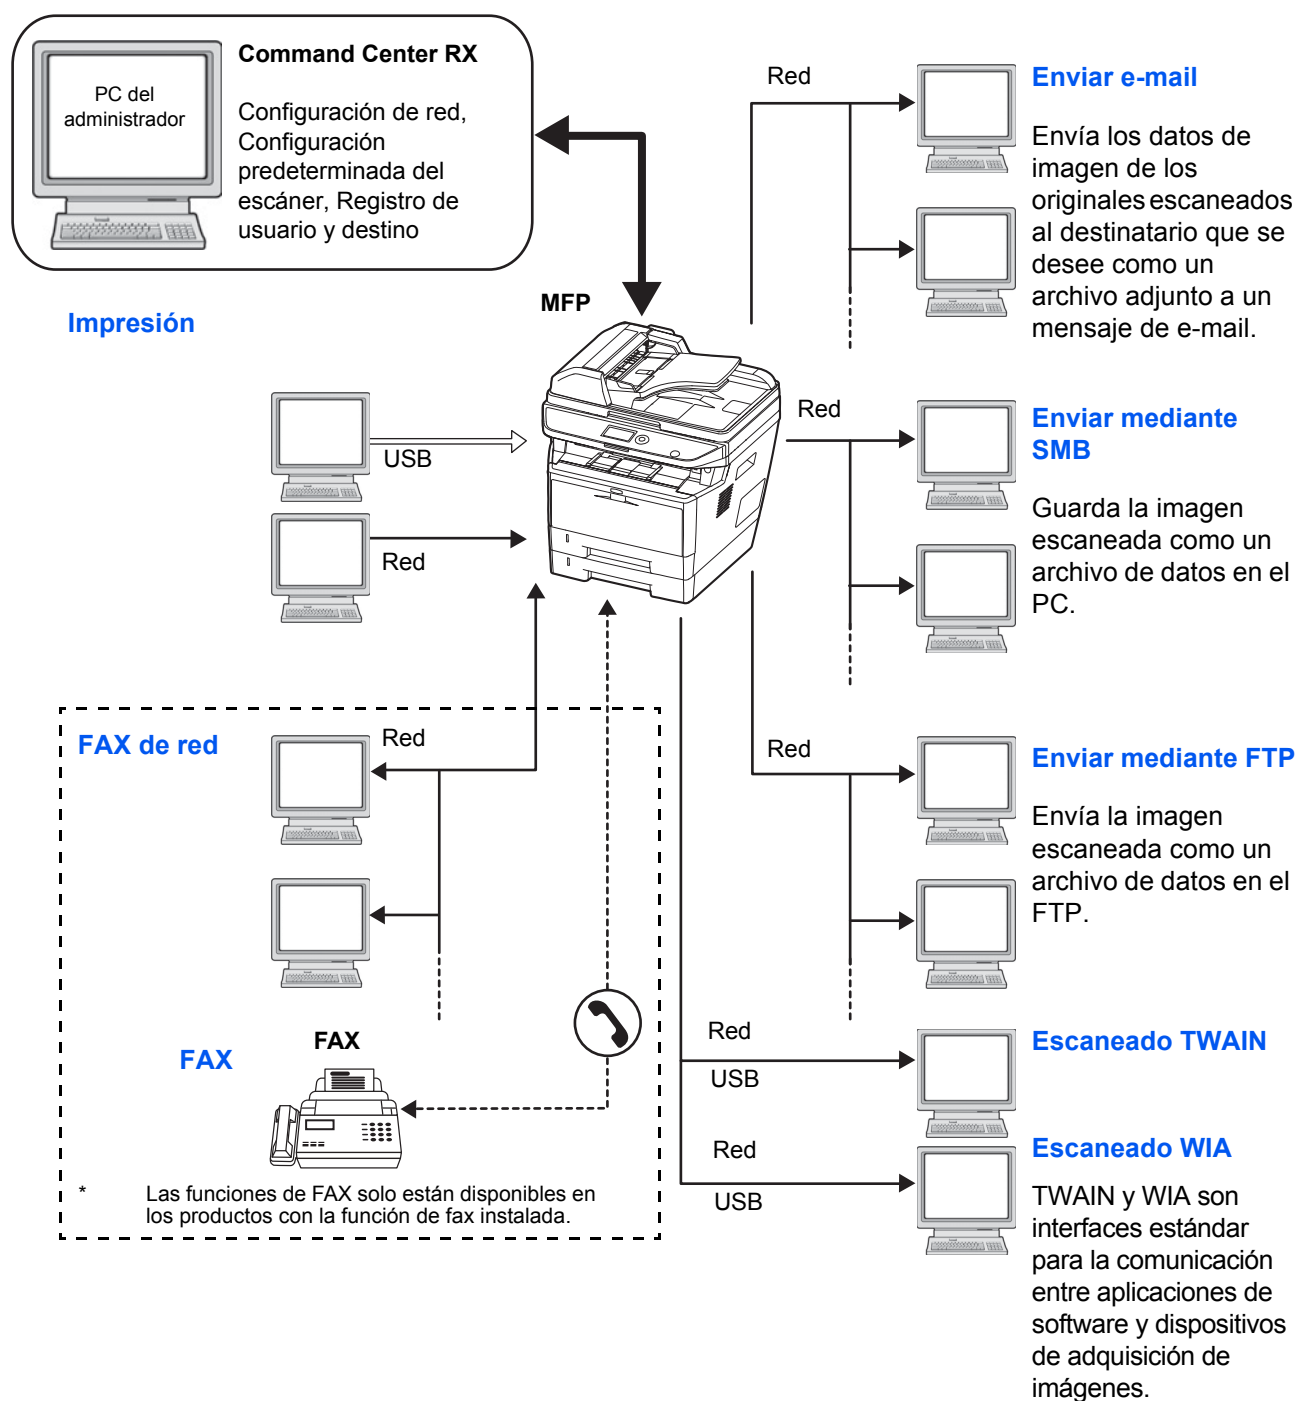 Command Center RX
PC del
administrador
Configuración de red,
Configuración
predeterminada del
escáner, Registro de
usuario y destino
MFP
Impresión
USB
Red
Red
Enviar e-mail
Envía los datos de
imagen de los
originales escaneados
al destinatario que se
desee como un
archivo adjunto a un
mensaje de e-mail.
Red
Enviar mediante
SMB
Guarda la imagen
escaneada como un
archivo de datos en el
PC.
FAX de red
Red
Red
Enviar mediante FTP
Envía la imagen
escaneada como un
archivo de datos en el
FTP.
FAX
FAX
* Las funciones de FAX solo están disponibles en
los productos con la función de fax instalada.
Red
USB
Escaneado TWAIN
Red
USB
Escaneado WIA
TWAIN y WIA son
interfaces estándar
para la comunicación
entre aplicaciones de
software y dispositivos
de adquisición de
imágenes.